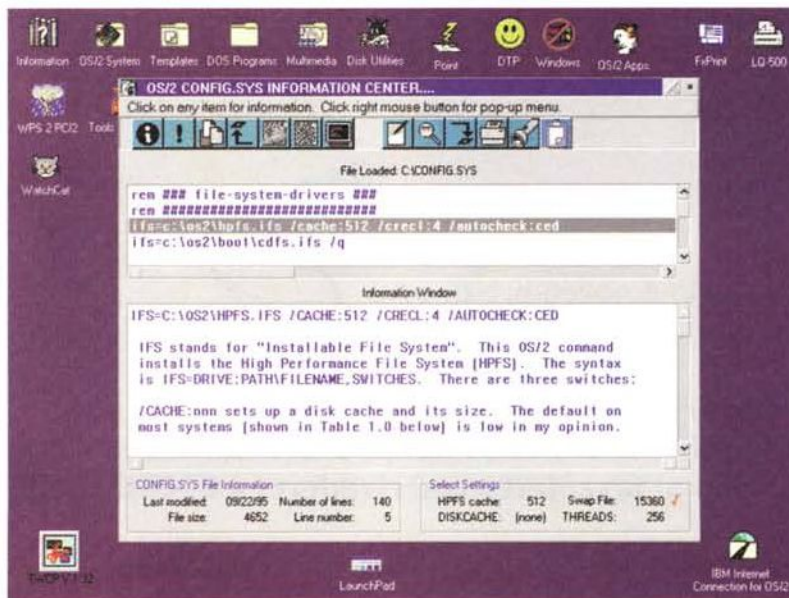 Information OS/2 System Templates DOS Programs Multimedia Disk Utilities Point DTP Windows OS/2 Apps FxPrint LQ-500
WPS 2 PCI2 Tools
WatchCat
OS/2 CONFIG.SYS INFORMATION CENTER....
Click on any item for information. Click right mouse button for pop-up menu.
File Loaded: C:\CONFIG.SYS
rem ### file-system-drivers ###
rem ###########################
ifs=c:\os2\hpfs.ifs /cache:512 /crecl:4 /autocheck:ced
ifs=c:\os2\boot\cdfs.ifs /q
Information Window
IFS=C:\OS2\HPFS.IFS /CACHE:512 /CRECL:4 /AUTOCHECK:CED
IFS stands for "Installable File System". This OS/2 command
installs the High Performance File System (HPFS). The syntax
is IFS=DRIVE:PATH\FILENAME,SWITCHES. There are three switches:
/CACHE:nnn sets up a disk cache and its size. The default on
most systems (shown in Table 1.0 below) is low in my opinion.
CONFIG.SYS File Information
Last modified: 09/22/95 Number of lines: 140
File size: 4652 Line number: 5
Select Settings
HPFS cache: 512 Swap File: 15360
DISKCACHE: (none) THREADS: 256
LaunchPad
IBM Internet
Connection for OS/2